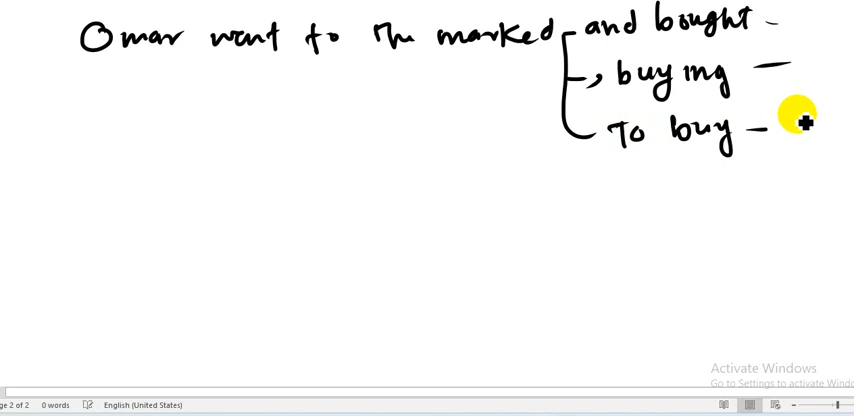 Omar went to the marked and bought -
, buying —
To buy —
Activate Windows
Go to Settings to activate Windo
ge 2 of 2 0 words English (United States)